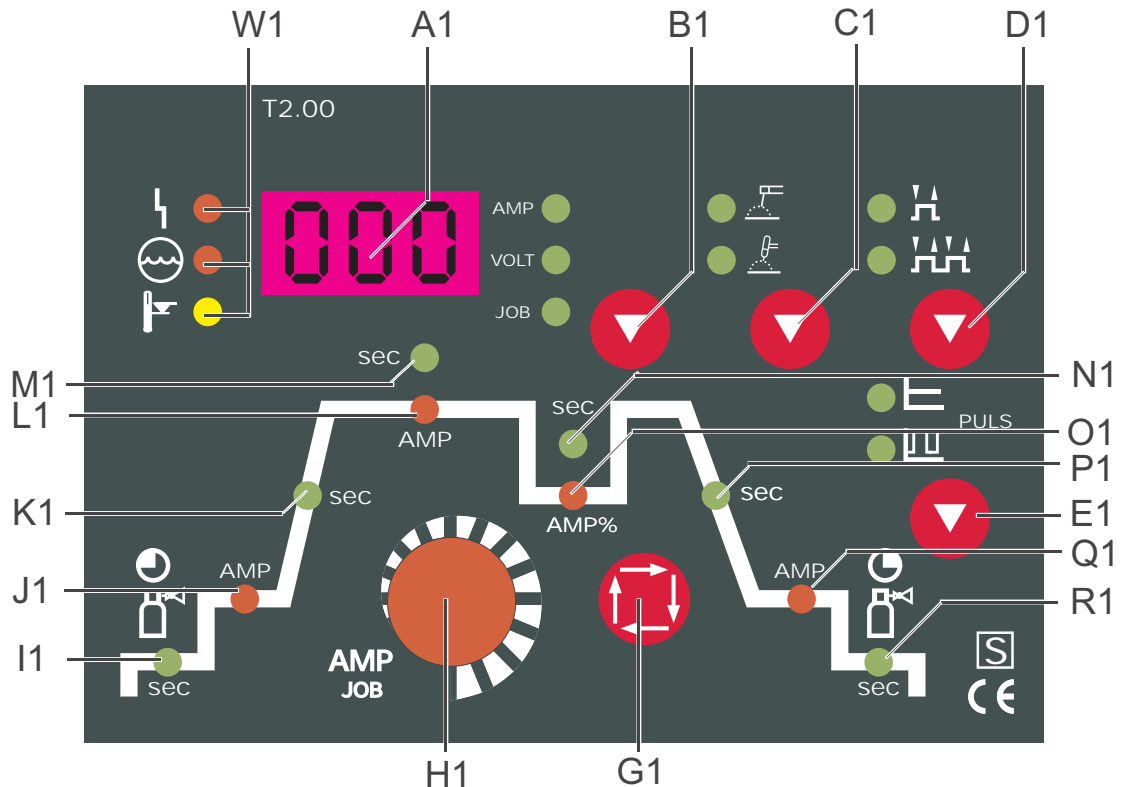 W1 A1 B1 C1 D1
T2.00
000
AMP
VOLT
JOB
sec
M1
N1
L1
AMP
sec
PULS
O1
P1
K1
sec
sec
E1
AMP%
Q1
J1
AMP
AMP
R1
I1
sec
AMP
JOB
sec
S
CE
H1 G1